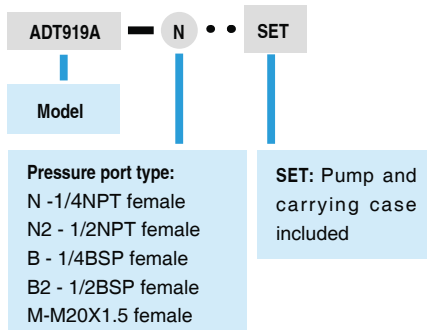 ADT919A — N • • SET
Model
Pressure port type:
N -1/4NPT female
N2 - 1/2NPT female
B - 1/4BSP female
B2 - 1/2BSP female
M-M20X1.5 female
SET: Pump and
carrying case
included